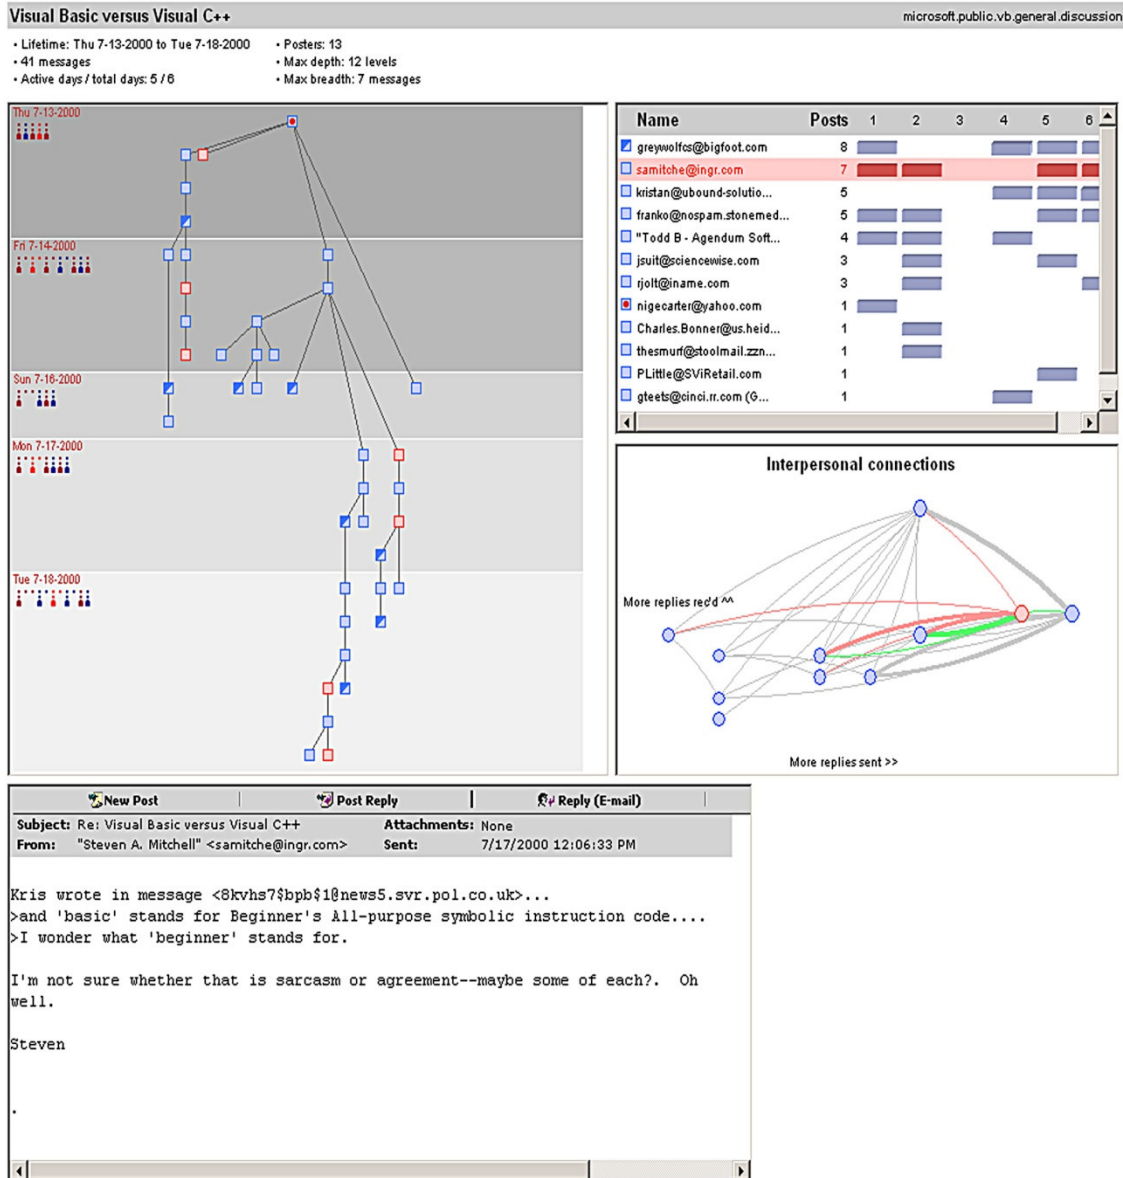 Visual Basic versus Visual C++
microsoft.public.vb.general.discussion
• Lifetime: Thu 7-13-2000 to Tue 7-18-2000 • Posters: 13
• 41 messages • Max depth: 12 levels
• Active days / total days: 5 / 6 • Max breadth: 7 messages
Thu 7-13-2000
Fri 7-14-2000
Sun 7-16-2000
Mon 7-17-2000
Tue 7-18-2000
Name Posts 1 2 3 4 5 6
greywolfcs@bigfoot.com 8
samitche@ingr.com 7
kristan@ubound-solutio... 5
franko@nospam.stonemed... 5
"Todd B - Agendum Soft... 4
jsuit@sciencewise.com 3
rjolt@iname.com 3
nigecarter@yahoo.com 1
Charles.Bonner@us.heid... 1
thesmurf@stoolmail.zzn... 1
PLittle@SViRetail.com 1
gteets@cinci.rr.com (G... 1
Interpersonal connections
More replies rec'd ^^
More replies sent >>
New Post Post Reply Reply (E-mail)
Subject: Re: Visual Basic versus Visual C++ Attachments: None
From: "Steven A. Mitchell" <samitche@ingr.com> Sent: 7/17/2000 12:06:33 PM
Kris wrote in message <8kvhs7$bpb$1@news5.svr.pol.co.uk>...
>and 'basic' stands for Beginner's All-purpose symbolic instruction code....
>I wonder what 'beginner' stands for.
I'm not sure whether that is sarcasm or agreement--maybe some of each?. Oh
well.
Steven
.